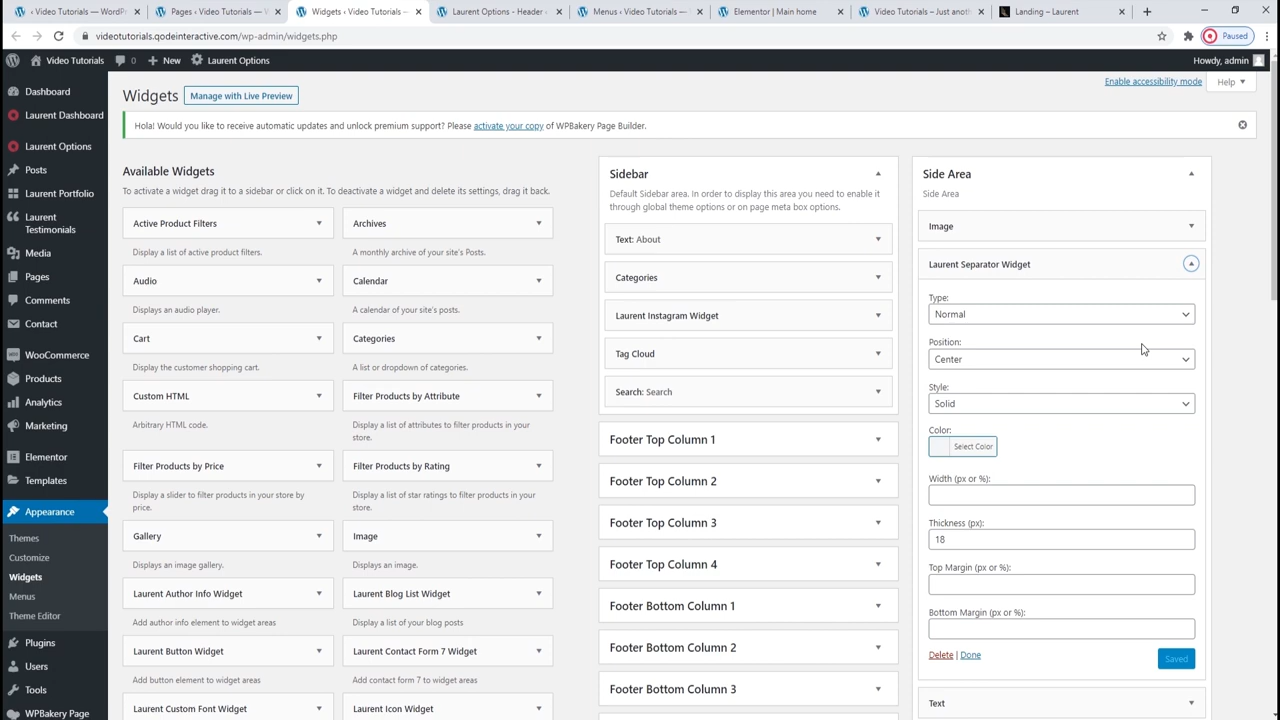 Video Tutorials — WordPr
Pages ‹ Video Tutorials — W
Widgets ‹ Video Tutorials —
Laurent Options - Header ‹
Menus ‹ Video Tutorials — W
Elementor | Main home
Video Tutorials – Just anoth
Landing – Laurent
videotutorials.qodeinteractive.com/wp-admin/widgets.php
Paused
Video Tutorials
0
New
Laurent Options
Howdy, admin
Dashboard
Laurent Dashboard
Laurent Options
Posts
Laurent Portfolio
Laurent
Testimonials
Media
Pages
Comments
Contact
WooCommerce
Products
Analytics
Marketing
Elementor
Templates
Appearance
Themes
Customize
Widgets
Menus
Theme Editor
Plugins
Users
Tools
WPBakery Page
Widgets
Manage with Live Preview
Enable accessibility mode
Help
Hola! Would you like to receive automatic updates and unlock premium support? Please activate your copy of WPBakery Page Builder.
Available Widgets
To activate a widget drag it to a sidebar or click on it. To deactivate a widget and delete its settings, drag it back.
Active Product Filters
Display a list of active product filters.
Archives
A monthly archive of your site's Posts.
Audio
Displays an audio player.
Calendar
A calendar of your site's posts.
Cart
Display the customer shopping cart.
Categories
A list or dropdown of categories.
Custom HTML
Arbitrary HTML code.
Filter Products by Attribute
Display a list of attributes to filter products in your
store.
Filter Products by Price
Display a slider to filter products in your store by
price.
Filter Products by Rating
Display a list of star ratings to filter products in your
store.
Gallery
Displays an image gallery.
Image
Displays an image.
Laurent Author Info Widget
Add author info element to widget areas
Laurent Blog List Widget
Display a list of your blog posts
Laurent Button Widget
Add button element to widget areas
Laurent Contact Form 7 Widget
Add contact form 7 to widget areas
Laurent Custom Font Widget
Laurent Icon Widget
Sidebar
Default Sidebar area. In order to display this area you need to enable it
through global theme options or on page meta box options.
Text: About
Categories
Laurent Instagram Widget
Tag Cloud
Search: Search
Footer Top Column 1
Footer Top Column 2
Footer Top Column 3
Footer Top Column 4
Footer Bottom Column 1
Footer Bottom Column 2
Footer Bottom Column 3
Side Area
Side Area
Image
Laurent Separator Widget
Type:
Normal
Position:
Center
Style:
Solid
Color:
Select Color
Width (px or %):
Thickness (px):
18
Top Margin (px or %):
Bottom Margin (px or %):
Delete | Done
Saved
Text